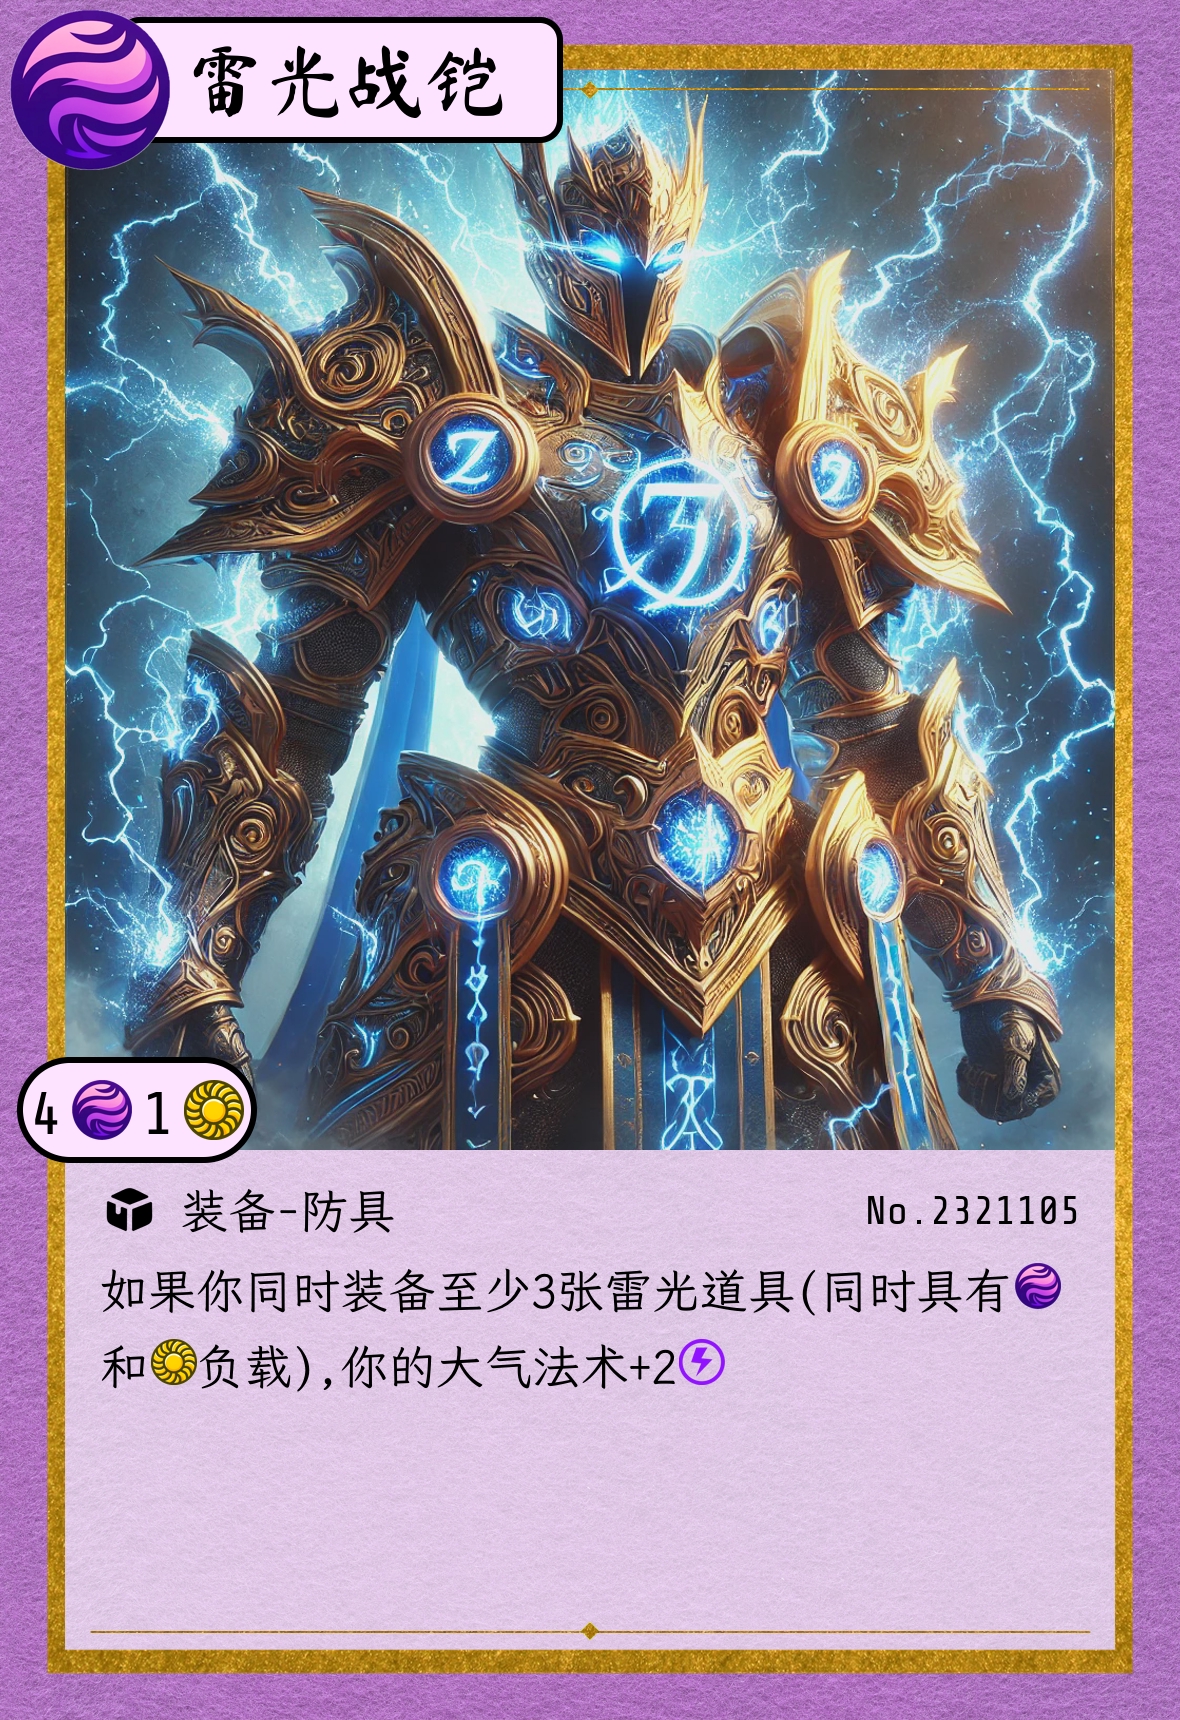 雷光战铠
4 1
装备-防具
No.2321105
如果你同时装备至少3张雷光道具(同时具有
和负载),你的大气法术+2